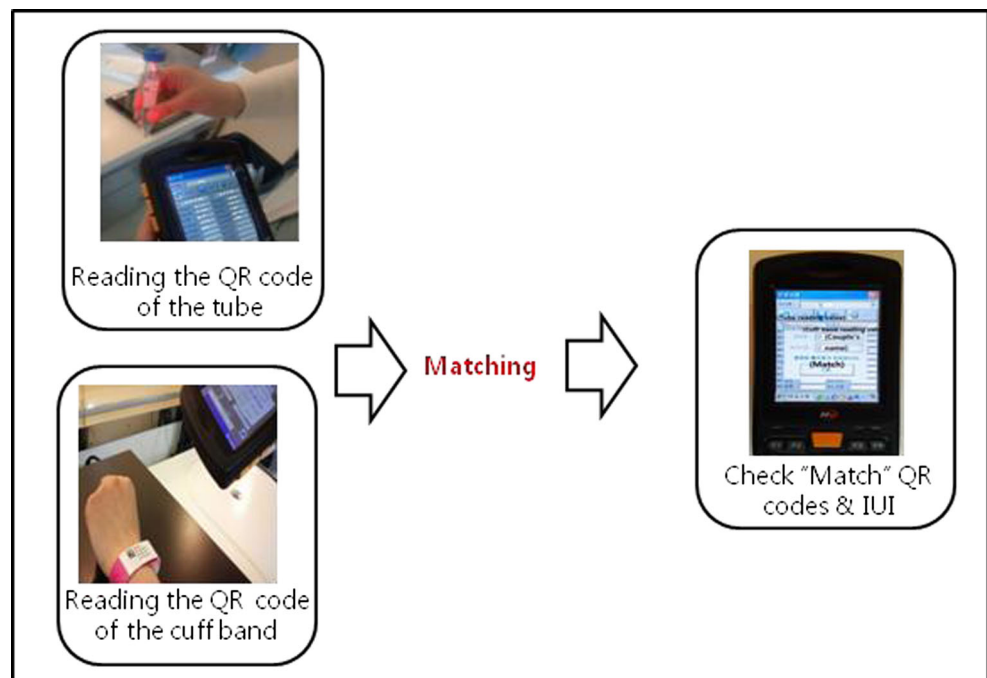 Reading the QR code
of the tube
Reading the QR code
of the cuff band
Matching
(Couple's
name)
(Match)
Check "Match" QR
codes & IUI